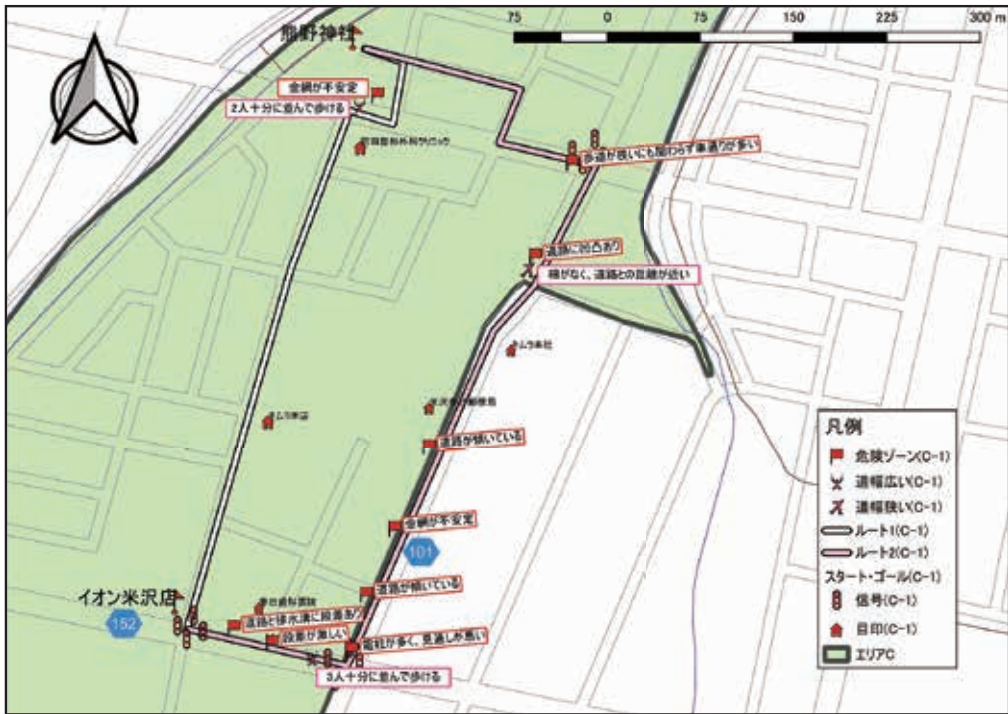 75 0 75 150 225 300 m
熊野神社
金網が不安定
2人十分に並んで歩ける
歩道が狭いにも関わらず車通りが多い
道路に凹凸あり
柵がなく、道路との距離が近い
道路が傾いている
金網が不安定
101
道路が傾いている
イオン米沢店
152
春日歯科医院
道路と排水溝に段差あり
段差が激しい
電柱が多く、見通しが悪い
3人十分に並んで歩ける
凡例
危険ゾーン(C-1)
道幅広い(C-1)
道幅狭い(C-1)
ルート1(C-1)
ルート2(C-1)
スタート・ゴール(C-1)
信号(C-1)
目印(C-1)
エリアC